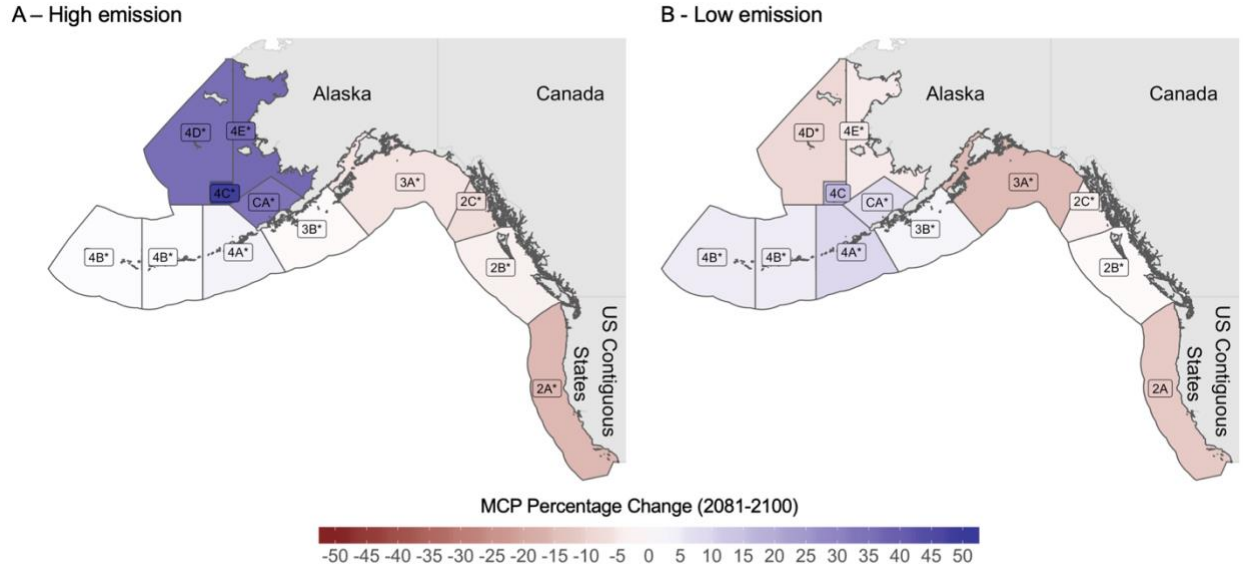 A – High emission
B - Low emission
Alaska
Canada
4D*
4E*
4C*
CA*
3A*
2C*
3B*
4B*
4B*
4A*
2B*
2A*
US Contiguous
States
Alaska
Canada
4D*
4E*
4C
CA*
3A*
2C*
3B*
4B*
4B*
4A*
2B*
2A
US Contiguous
States
MCP Percentage Change (2081-2100)
-50 -45 -40 -35 -30 -25 -20 -15 -10 -5 0 5 10 15 20 25 30 35 40 45 50